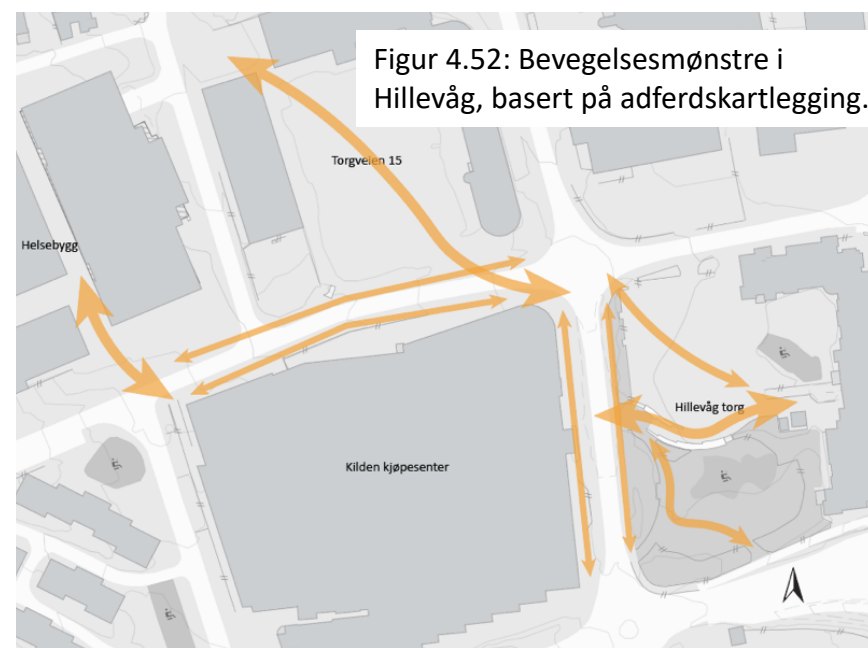 Figur 4.52: Bevegelsesmønstre i
Hillevåg, basert på adferdskartlegging.
Torgveien 15
Helsebygg
Hillevåg torg
Kilden kjøpesenter